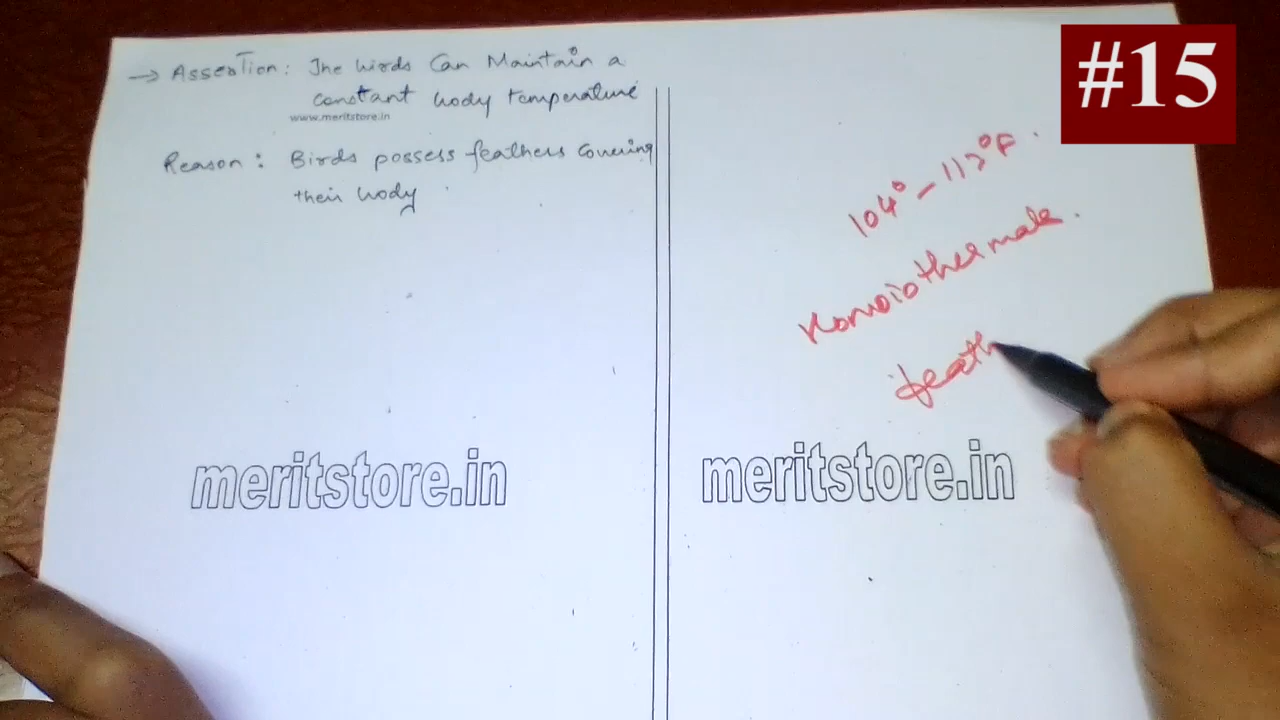 #15
→ Assertion: The birds can Maintain a
constant body temperature
www.meritstore.in
Reason: Birds possess feathers covering
their body.
104° - 112°F.
Homoiothermals.
feath
meritstore.in
meritstore.in